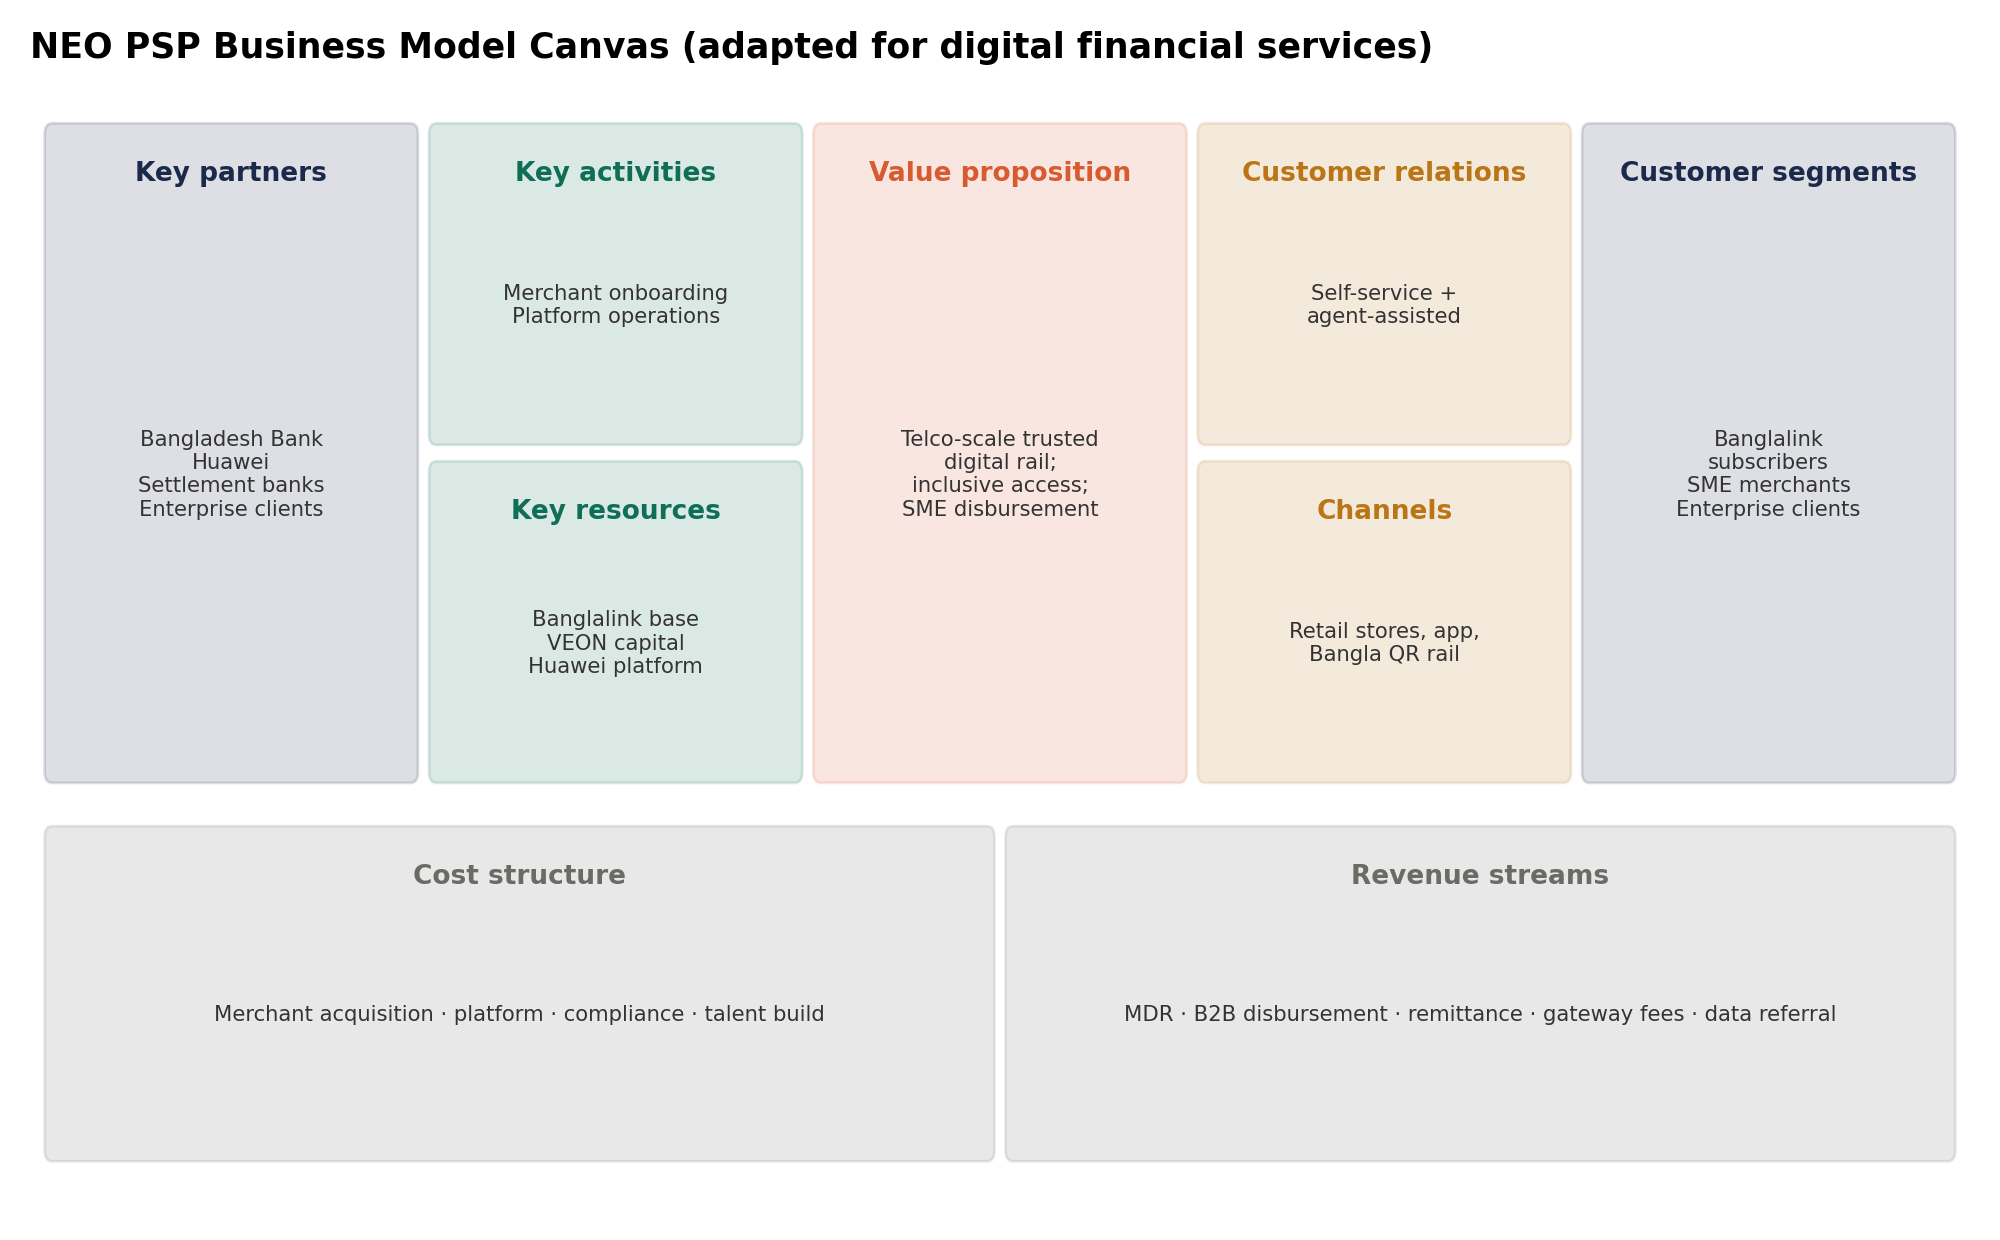 NEO PSP Business Model Canvas (adapted for digital financial services)
Key partners
Bangladesh Bank
Huawei
Settlement banks
Enterprise clients
Key activities
Merchant onboarding
Platform operations
Key resources
Banglalink base
VEON capital
Huawei platform
Value proposition
Telco-scale trusted
digital rail;
inclusive access;
SME disbursement
Customer relations
Self-service +
agent-assisted
Channels
Retail stores, app,
Bangla QR rail
Customer segments
Banglalink
subscribers
SME merchants
Enterprise clients
Cost structure
Merchant acquisition · platform · compliance · talent build
Revenue streams
MDR · B2B disbursement · remittance · gateway fees · data referral